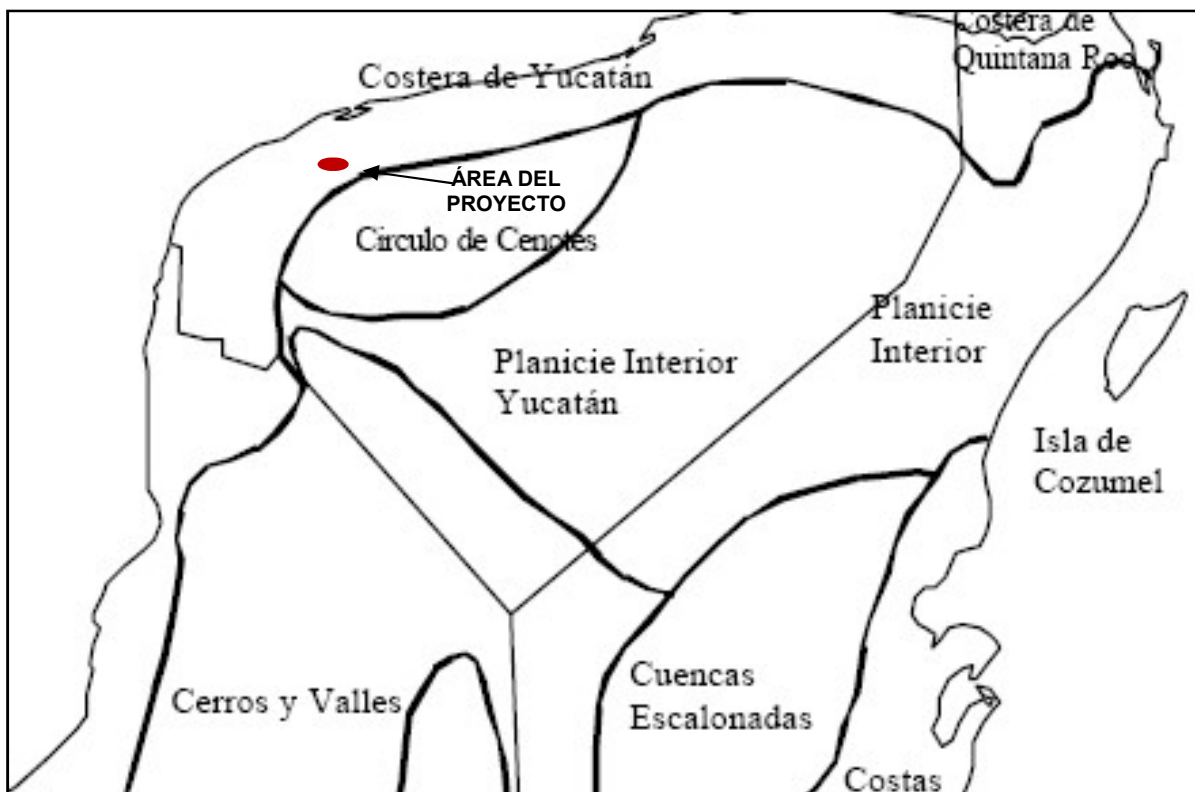 Costera de
Quintana Roo
Costera de Yucatán
ÁREA DEL
PROYECTO
Circulo de Cenotes
Planicie
Interior
Planicie Interior
Yucatán
Isla de
Cozumel
Cuencas
Escalonadas
Cerros y Valles
Costas